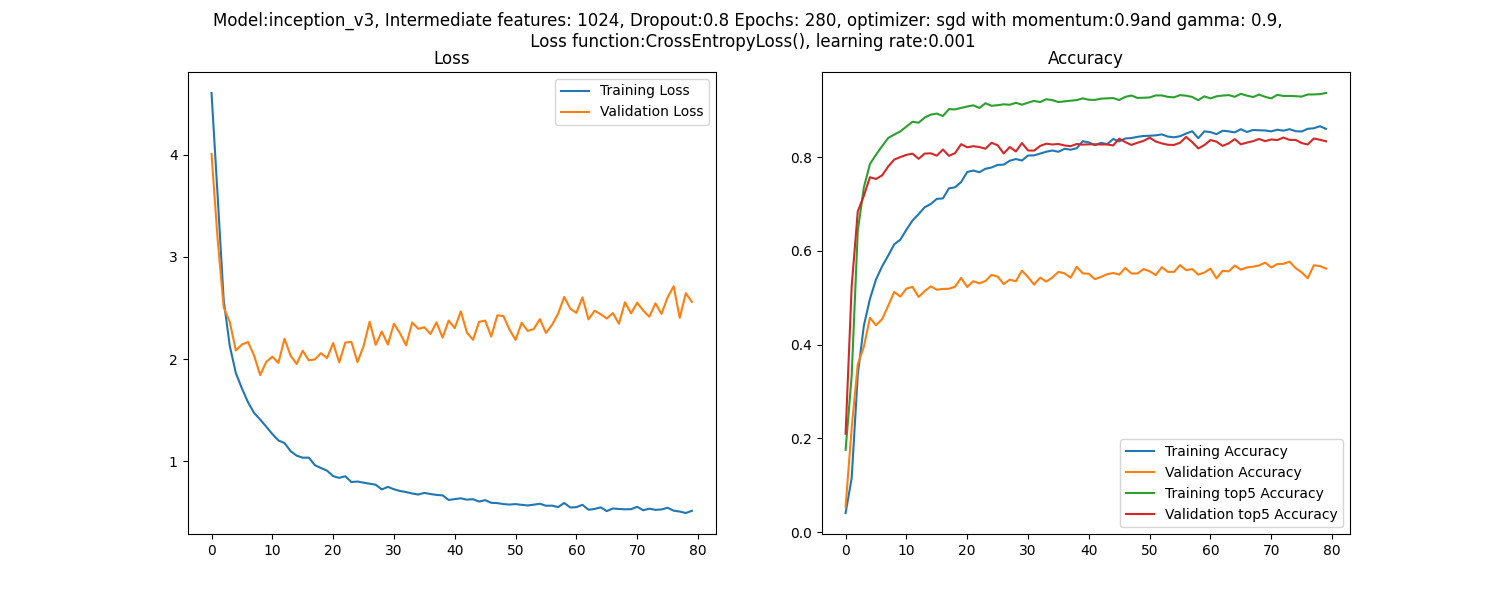 Model:inception_v3, Intermediate features: 1024, Dropout:0.8 Epochs: 280, optimizer: sgd with momentum:0.9and gamma: 0.9,
Loss function:CrossEntropyLoss(), learning rate:0.001
Loss
Training Loss
Validation Loss
4
3
2
1
0
10
20
30
40
50
60
70
80
Accuracy
0.8
0.6
0.4
0.2
0.0
Training Accuracy
Validation Accuracy
Training top5 Accuracy
Validation top5 Accuracy
0
10
20
30
40
50
60
70
80